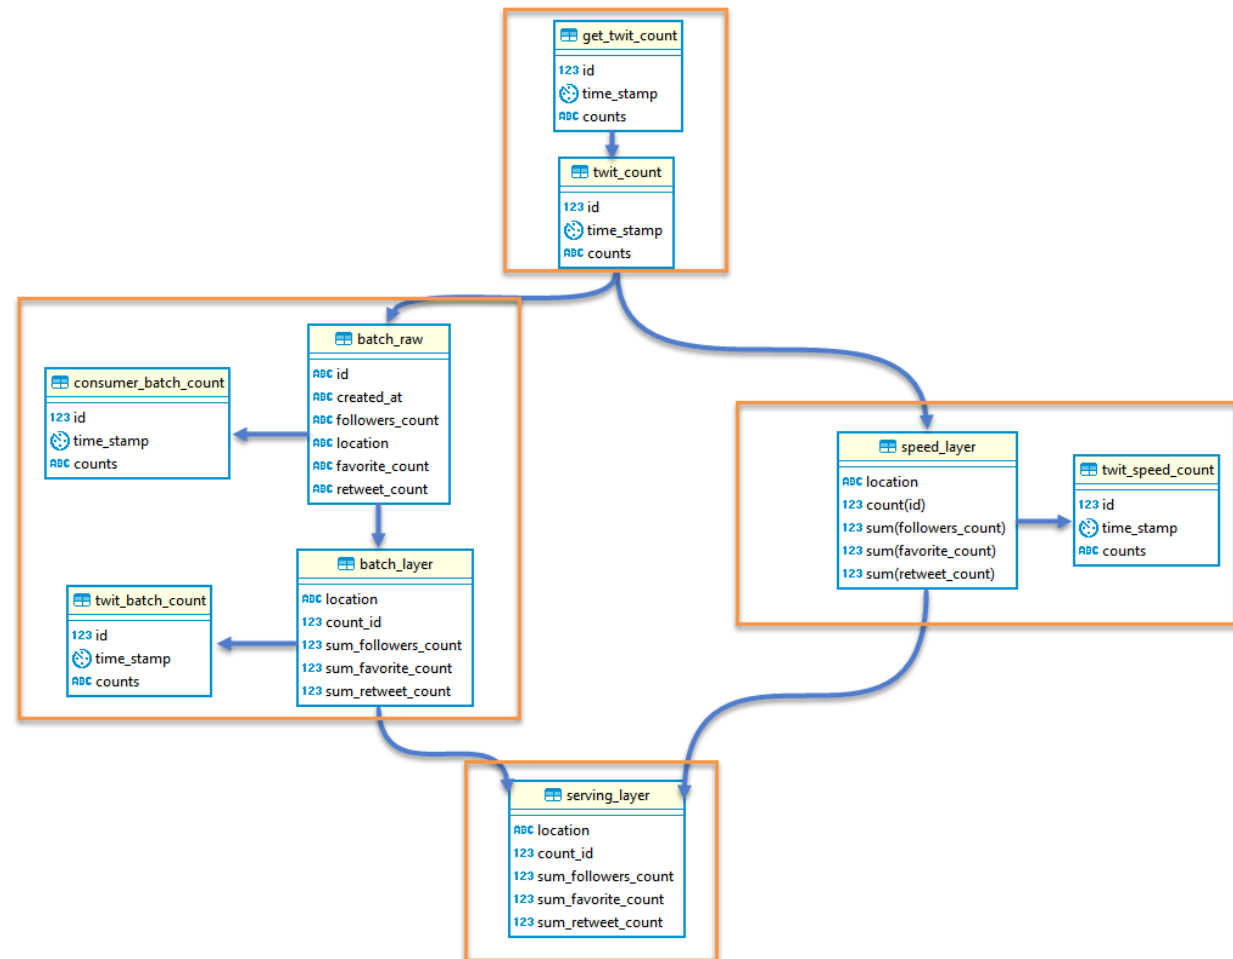 get_twit_count
123 id
time_stamp
ABC counts
twit_count
123 id
time_stamp
ABC counts
batch_raw
ABC id
ABC created_at
ABC followers_count
ABC location
ABC favorite_count
ABC retweet_count
consumer_batch_count
123 id
time_stamp
ABC counts
batch_layer
ABC location
123 count_id
123 sum_followers_count
123 sum_favorite_count
123 sum_retweet_count
twit_batch_count
123 id
time_stamp
ABC counts
speed_layer
ABC location
123 count(id)
123 sum(followers_count)
123 sum(favorite_count)
123 sum(retweet_count)
twit_speed_count
123 id
time_stamp
ABC counts
serving_layer
ABC location
123 count_id
123 sum_followers_count
123 sum_favorite_count
123 sum_retweet_count